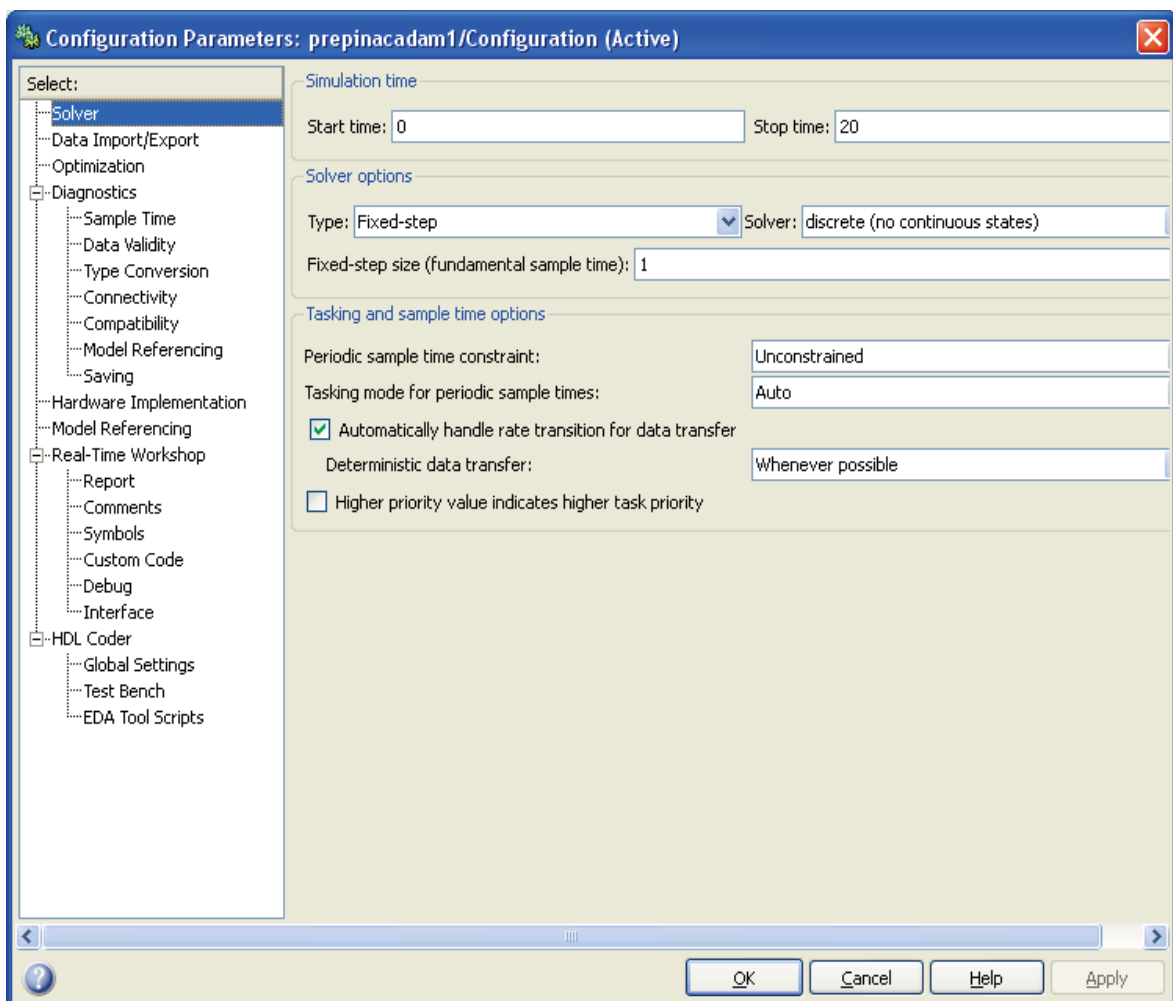 Configuration Parameters: prepinacadam1/Configuration (Active)
Select:
Solver
Data Import/Export
Optimization
Diagnostics
Sample Time
Data Validity
Type Conversion
Connectivity
Compatibility
Model Referencing
Saving
Hardware Implementation
Model Referencing
Real-Time Workshop
Report
Comments
Symbols
Custom Code
Debug
Interface
HDL Coder
Global Settings
Test Bench
EDA Tool Scripts
Simulation time
Start time: 0 Stop time: 20
Solver options
Type: Fixed-step Solver: discrete (no continuous states)
Fixed-step size (fundamental sample time): 1
Tasking and sample time options
Periodic sample time constraint: Unconstrained
Tasking mode for periodic sample times: Auto
Automatically handle rate transition for data transfer
Deterministic data transfer: Whenever possible
Higher priority value indicates higher task priority
OK Cancel Help Apply